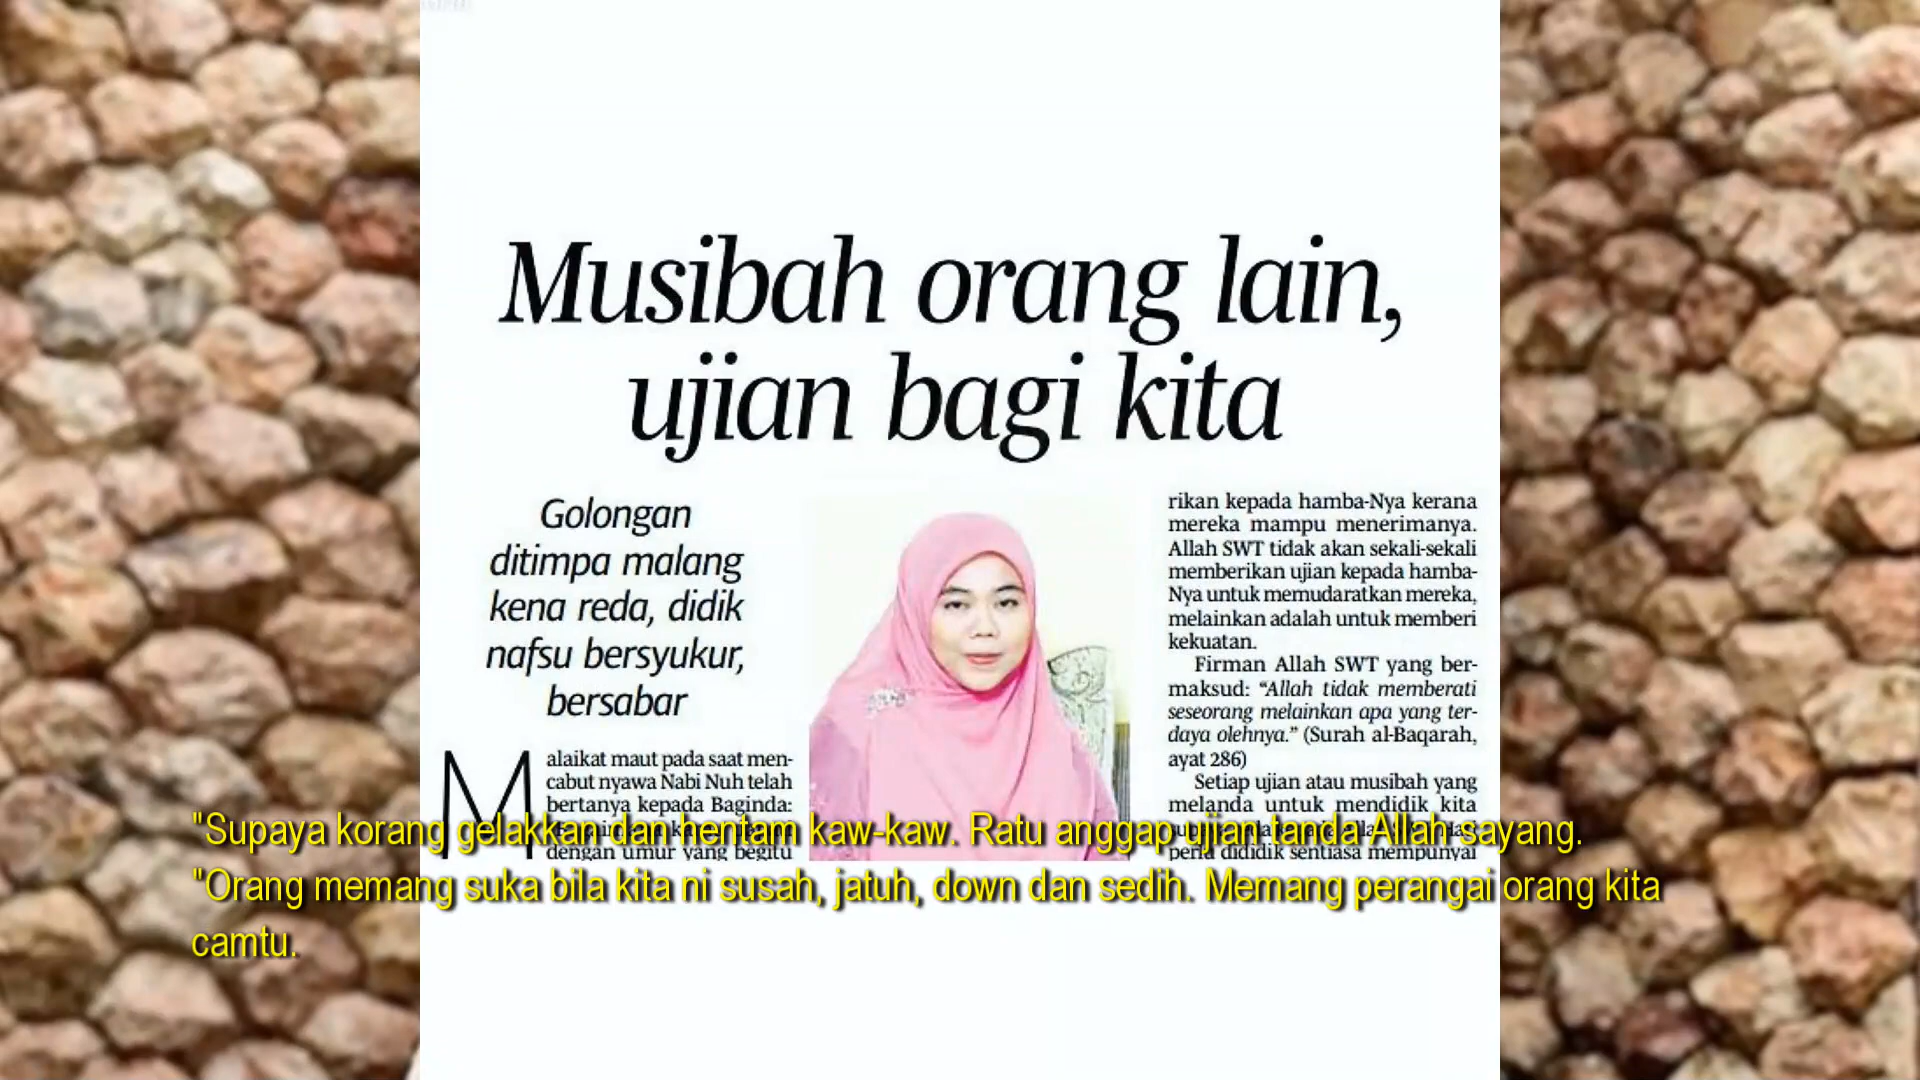 Musibah orang lain,
ujian bagi kita
Golongan
ditimpa malang
kena reda, didik
nafsu bersyukur,
bersabar
Malaikat maut pada saat men-
cabut nyawa Nabi Nuh telah
bertanya kepada Baginda:
dengan umur yang begitu
rikan kepada hamba-Nya kerana
mereka mampu menerimanya.
Allah SWT tidak akan sekali-sekali
memberikan ujian kepada hamba-
Nya untuk memudaratkan mereka,
melainkan adalah untuk memberi
kekuatan.
Firman Allah SWT yang ber-
maksud: “Allah tidak memberati
seseorang melainkan apa yang ter-
daya olehnya.” (Surah al-Baqarah,
ayat 286)
Setiap ujian atau musibah yang
melanda untuk mendidik kita
perlu dididik sentiasa mempunyai
"Supaya korang gelakkan dan hentam kaw-kaw. Ratu anggap ujian tanda Allah sayang.
"Orang memang suka bila kita ni susah, jatuh, down dan sedih. Memang perangai orang kita
camtu.